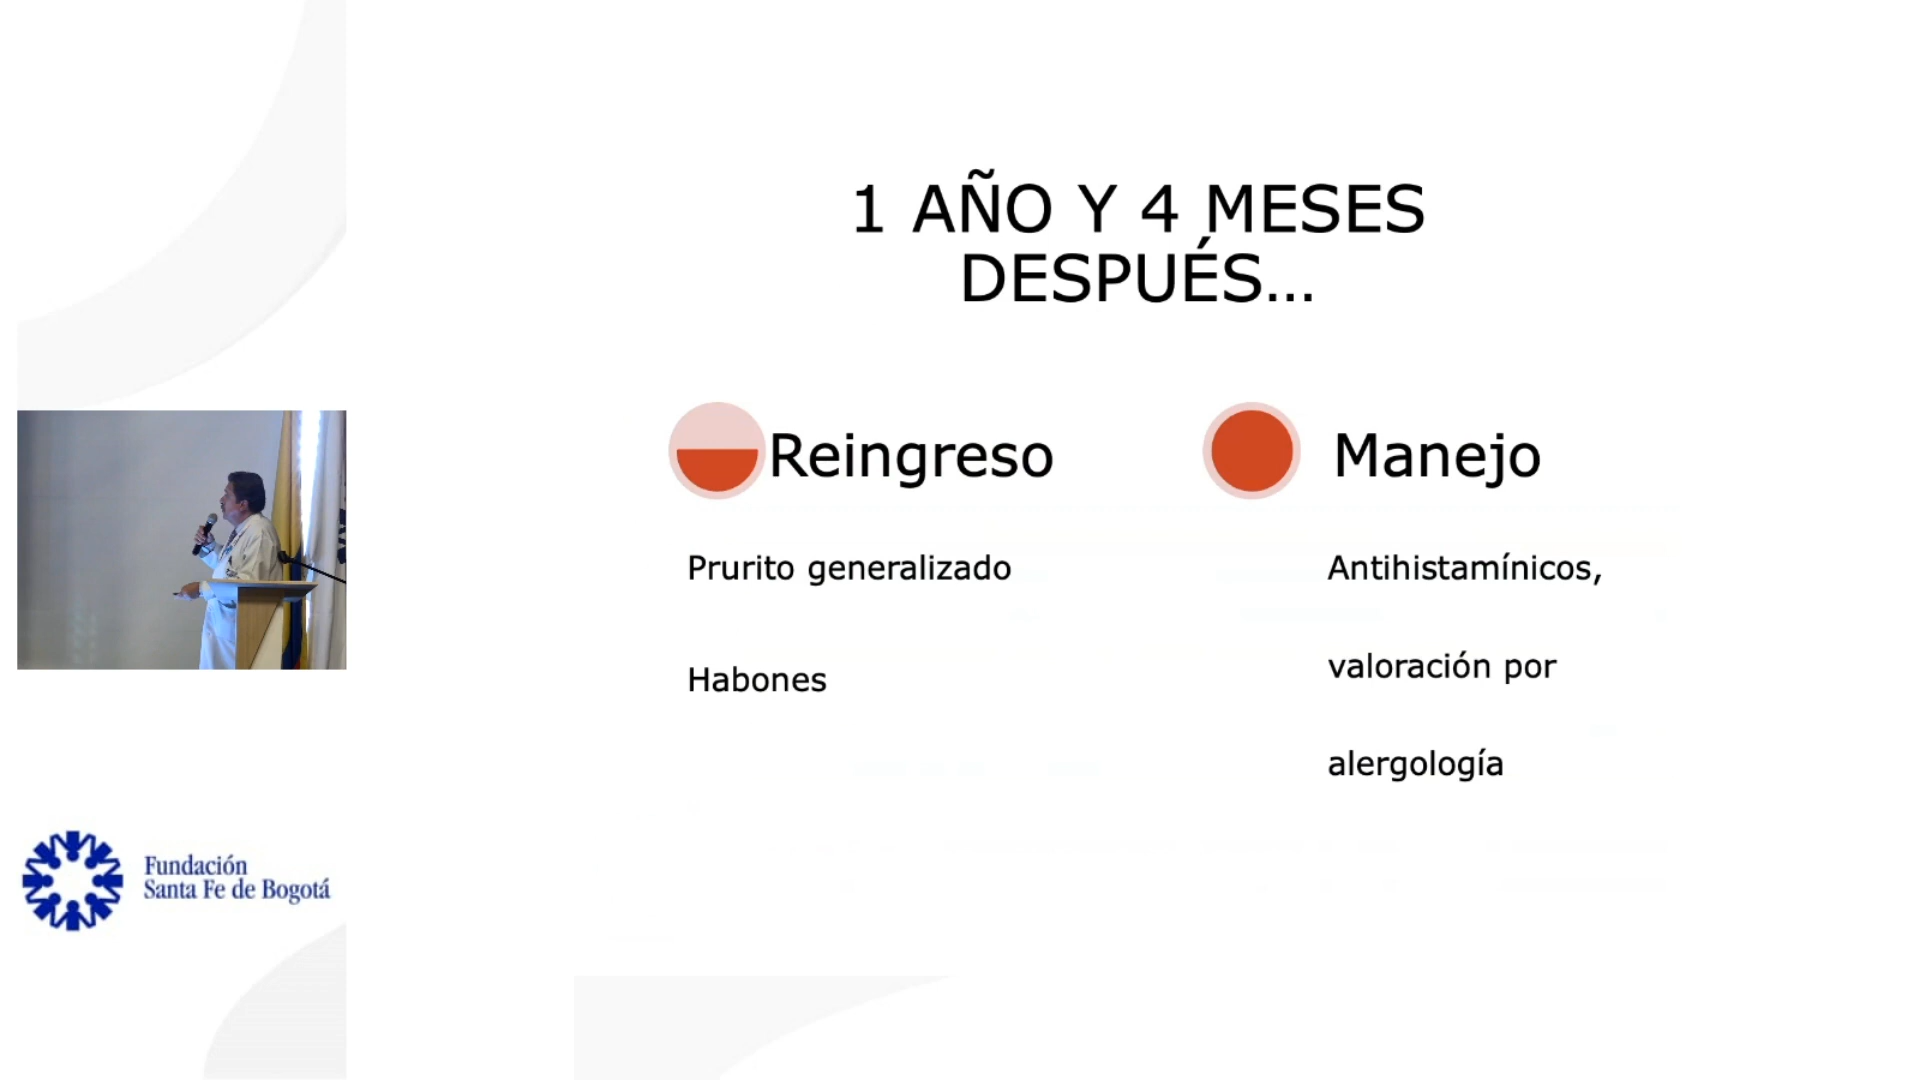 1 AÑO Y 4 MESES
DESPUÉS...
Reingreso
Prurito generalizado
Habones
Manejo
Antihistamínicos,
valoración por
alergología
Fundación
Santa Fe de Bogotá